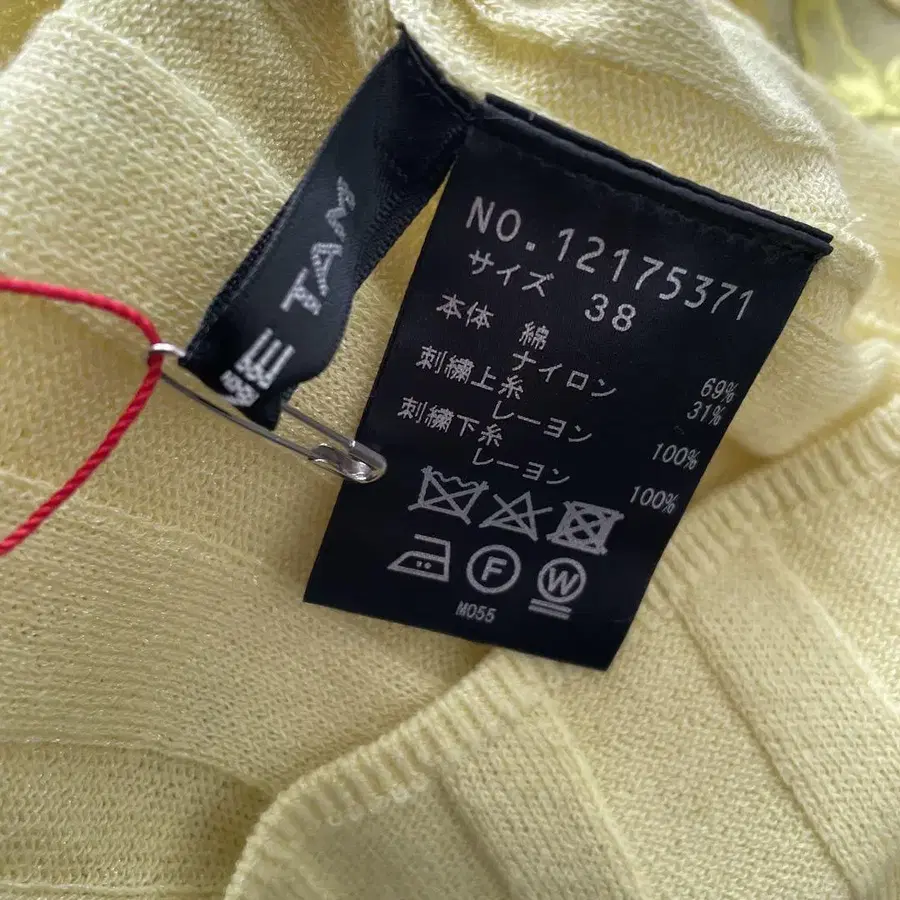 TAM
NO.12175371
サイズ 38
本体 綿 69%
ナイロン 31%
刺繍上糸
レーヨン 100%
刺繍下糸
レーヨン 100%
F W
M055